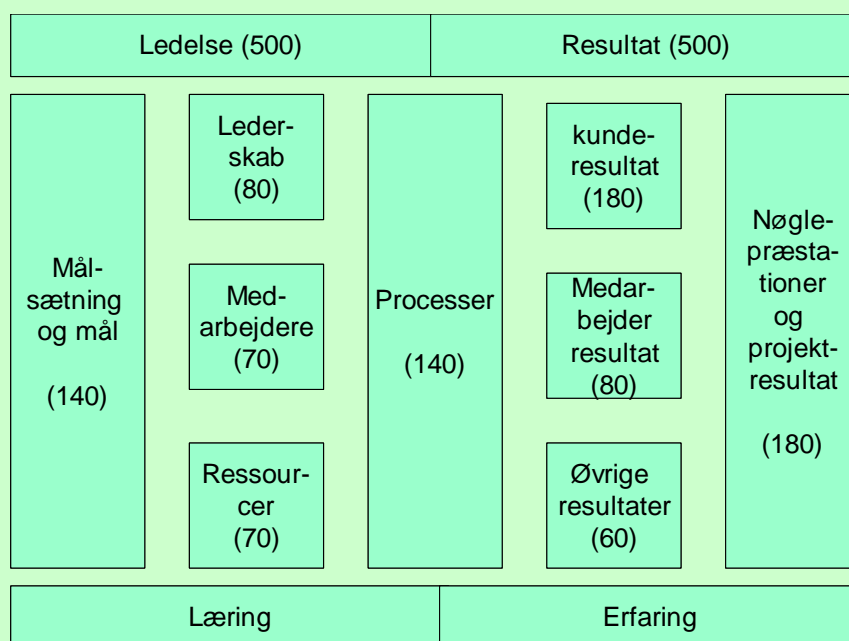 Ledelse (500)
Resultat (500)
Mål-
sætning
og mål
(140)
Leder-
skab
(80)
Med-
arbejdere
(70)
Ressour-
cer
(70)
Processer
(140)
kunde-
resultat
(180)
Medar-
bejder
resultat
(80)
Øvrige
resultater
(60)
Nøgle-
præsta-
tioner
og
projekt-
resultat
(180)
Læring
Erfaring